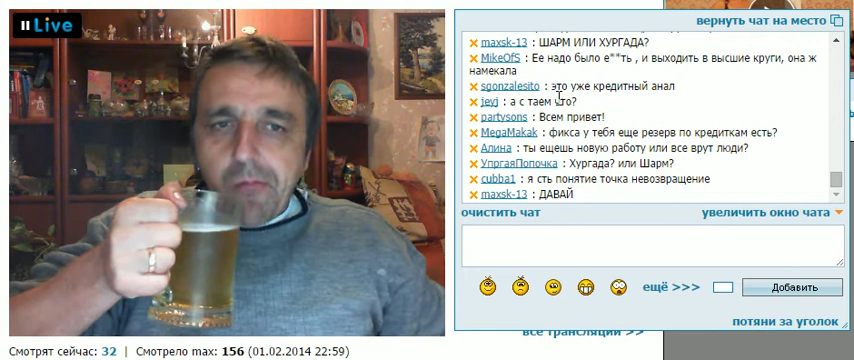 Live
вернуть чат на место
maxsk-13 : ШАРМ ИЛИ ХУРГАДА?
MikeOfS : Ее надо было е**ть , и выходить в высшие круги, она ж
намекала
sgonzalesito : это уже кредитный анал
jeyj : а с таем что?
partysons : Всем привет!
MegaMakak : фикса у тебя еще резерв по кредиткам есть?
Алина : ты ещешь новую работу или все врут люди?
УпргаяПопочка : Хургада? или Шарм?
cubba1 : я сть понятие точка невозвращение
maxsk-13 : ДАВАЙ
очистить чат
увеличить окно чата
ещё >>>
Добавить
потяни за уголок
все трансляции >>
Смотрят сейчас: 32 | Смотрело max: 156 (01.02.2014 22:59)